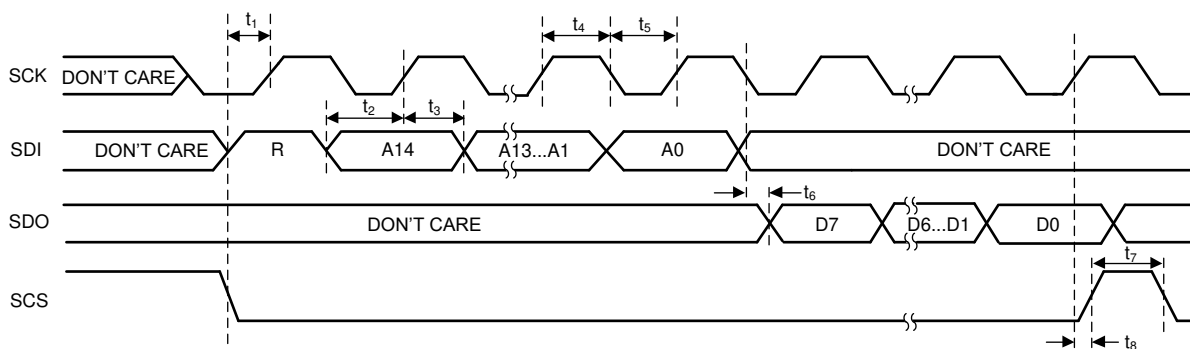 t1 t4 t5
SCK DON'T CARE
t2 t3
SDI DON'T CARE R A14 A13...A1 A0 DON'T CARE
t6
SDO DON'T CARE D7 D6...D1 D0
t7
SCS
t8